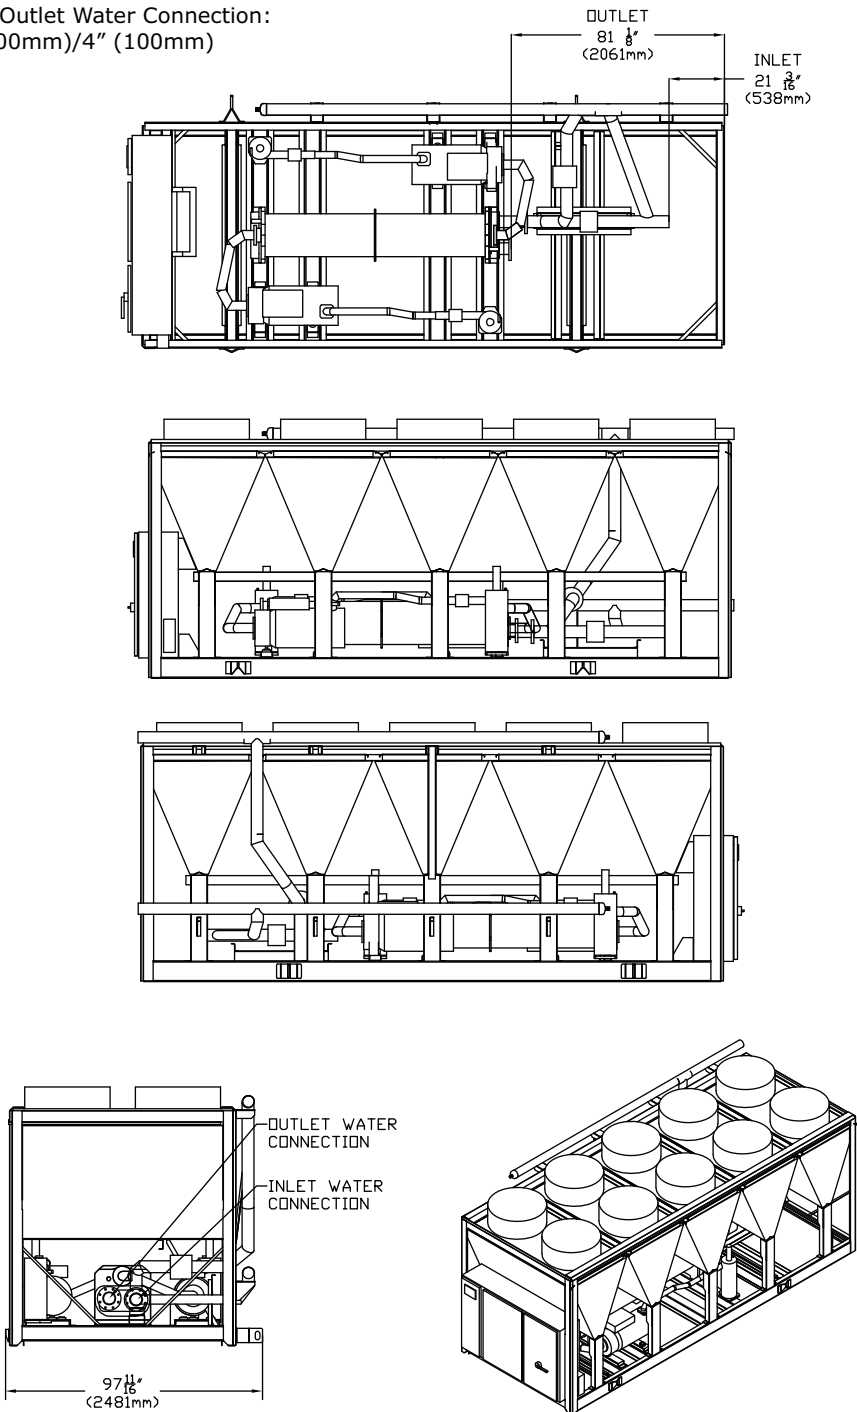 Outlet Water Connection:
00mm)/4” (100mm)
OUTLET
81 1/8"
(2061mm)
INLET
21 3/16"
(538mm)
OUTLET WATER
CONNECTION
INLET WATER
CONNECTION
97 11/16"
(2481mm)